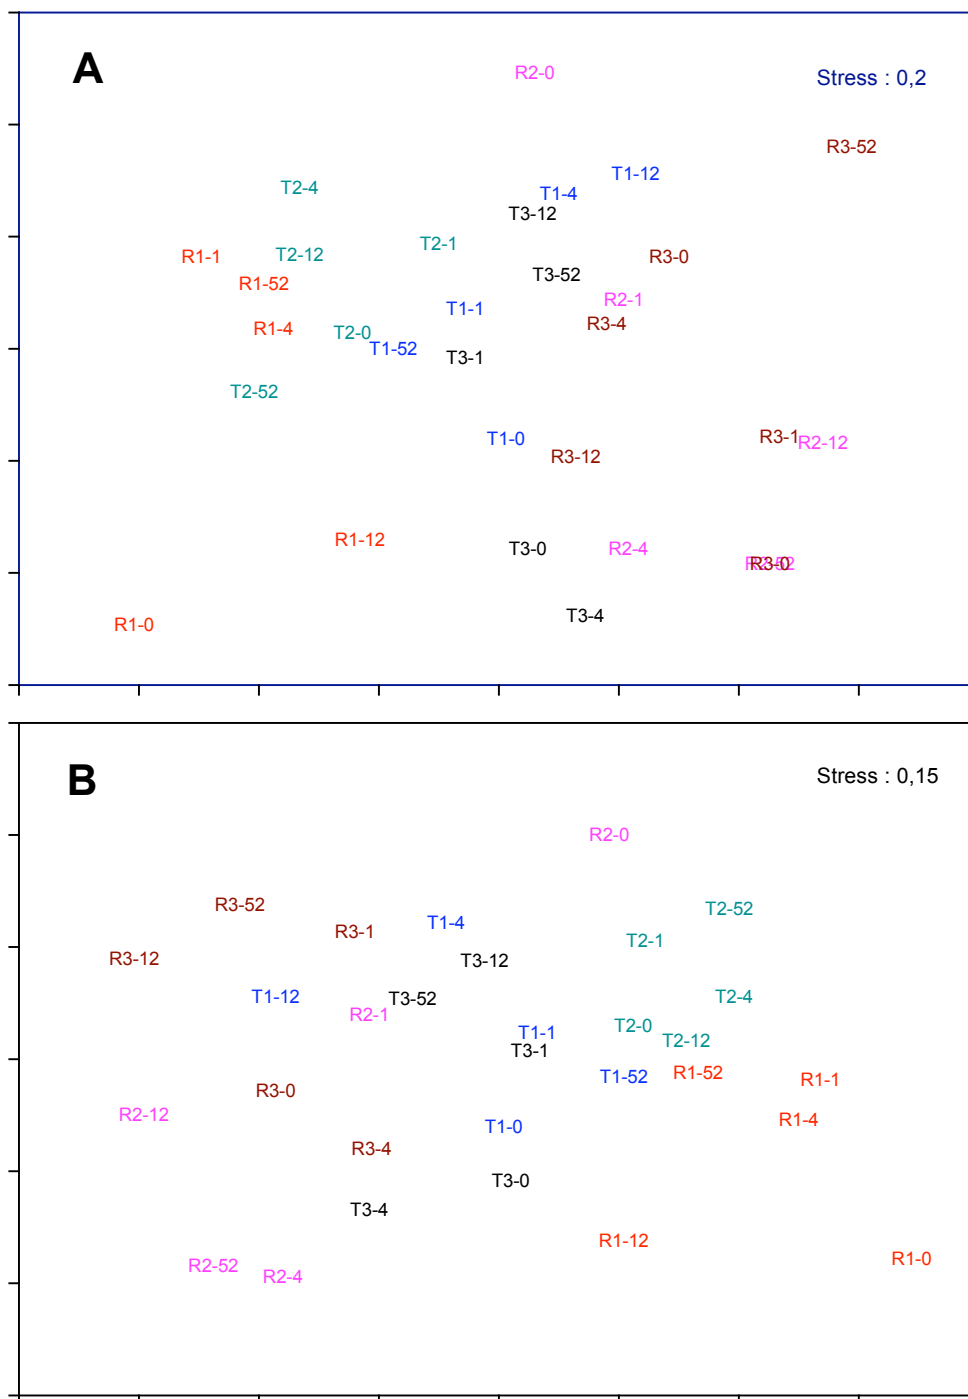 A
R2-0
Stress : 0,2
R3-52
T1-12
T2-4
T1-4
T3-12
T2-1
R1-1
T2-12
R3-0
T3-52
R1-52
R2-1
T1-1
R3-4
R1-4
T2-0
T1-52
T3-1
T2-52
T1-0
R3-1
R2-12
R3-12
R1-12
T3-0
R2-4
R2-52
R3-0
T3-4
R1-0
B
Stress : 0,15
R2-0
R3-52
T2-52
T1-4
R3-1
T2-1
R3-12
T3-12
T1-12
T3-52
T2-4
R2-1
T2-0
T1-1
T2-12
T3-1
R1-52
T1-52
R1-1
R3-0
R2-12
R1-4
T1-0
R3-4
T3-0
T3-4
R1-12
R1-0
R2-52
R2-4